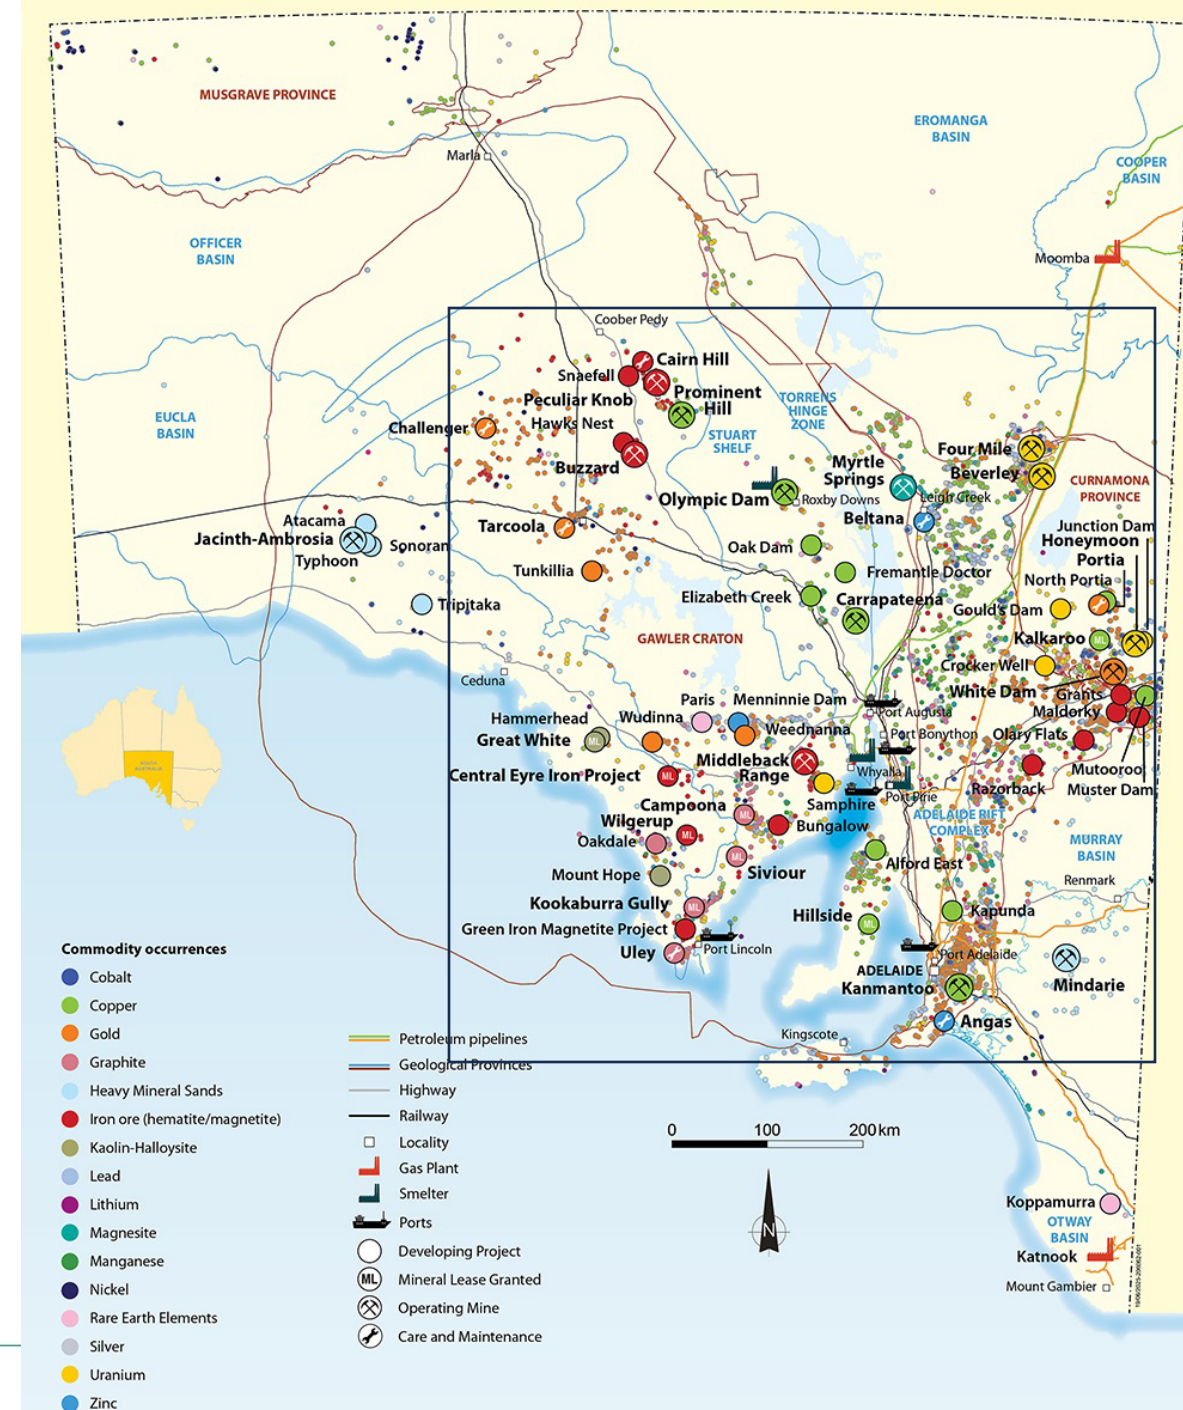 MUSGRAVE PROVINCE
EROMANGA
BASIN
COOPER
BASIN
Marla
OFFICER
BASIN
Moomba
Coober Pedy
Cairn Hill
Snaefell
Peculiar Knob
Prominent
Hill
EUCLA
BASIN
Challenger
Hawks Nest
Buzzard
STUART
SHELF
TORRENS
HINGE
ZONE
Four Mile
Beverley
Myrtle
Springs
CURNAMONA
PROVINCE
Olympic Dam
Roxby Downs
Leigh Creek
Beltana
Atacama
Jacinth-Ambrosia
Typhoon
Sonoran
Tarcoola
Junction Dam
Honeymoon
Portia
Oak Dam
Tunkillia
Fremantle Doctor
North Portia
Tripitaka
Elizabeth Creek
Carrapateena
Gould's Dam
GAWLER CRATON
Kalkaroo
Crocker Well
Ceduna
White Dam
Grants
Paris
Menninnie Dam
Port Augusta
Maldorky
Hammerhead
Great White
Wudinna
Weednanna
Port Bonython
Olary Flats
Middleback
Range
Whyalla
Mutooroo
Muster Dam
Central Eyre Iron Project
Samphire
Port Pirie
Razorback
Campoona
Wilgerup
Bungalow
ADELAIDE RIFT
COMPLEX
Oakdale
MURRAY
BASIN
Alford East
Mount Hope
Siviour
Renmark
Kookaburra Gully
Hillside
Kapunda
Green Iron Magnetite Project
Uley
Port Lincoln
Port Adelaide
ADELAIDE
Kanmantoo
Mindarie
Angas
Kingscote
SOUTH
AUSTRALIA
ML
ML
ML
ML
ML
ML
ML
ML
Koppamurra
OTWAY
BASIN
Katnook
Mount Gambier
Commodity occurrences
Cobalt
Copper
Gold
Graphite
Heavy Mineral Sands
Iron ore (hematite/magnetite)
Kaolin-Halloysite
Lead
Lithium
Magnesite
Manganese
Nickel
Rare Earth Elements
Silver
Uranium
Zinc
Petroleum pipelines
Geological Provinces
Highway
Railway
Locality
Gas Plant
Smelter
Ports
Developing Project
ML Mineral Lease Granted
Operating Mine
Care and Maintenance
0 100 200 km
N